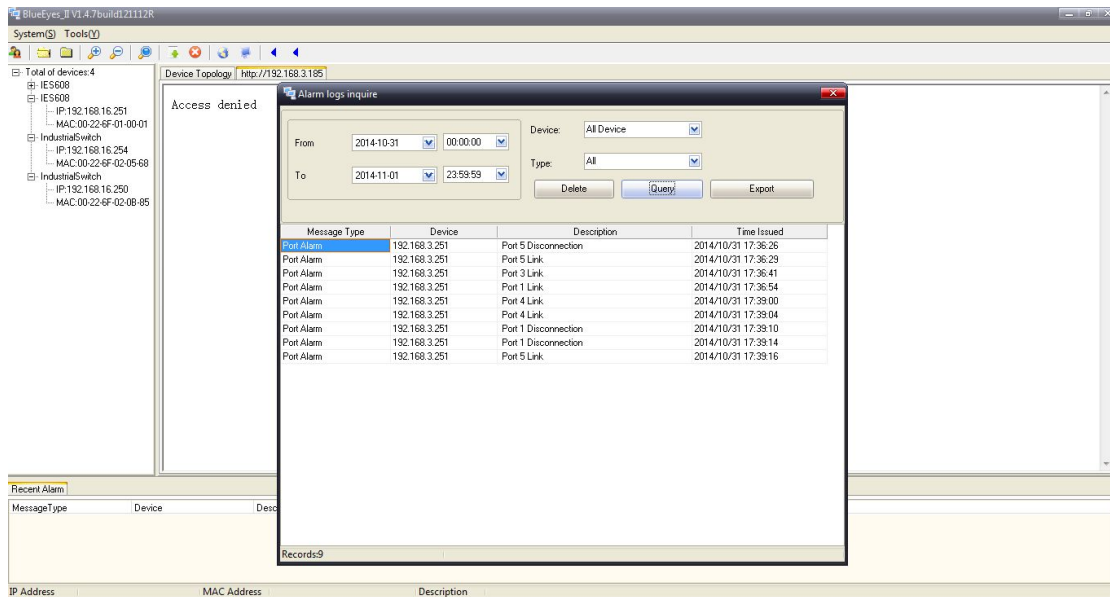 BlueEyes_II V1.4.7build121112R
System(S) Tools(Y)
Total of devices:4
IES608
IES608
IP:192.168.16.251
MAC:00-22-6F-01-00-01
IndustrialSwitch
IP:192.168.16.254
MAC:00-22-6F-02-05-68
IndustrialSwitch
IP:192.168.16.250
MAC:00-22-6F-02-0B-85
Device Topology http://192.168.3.185
Access denied
Alarm logs inquire
From 2014-10-31 00:00:00
To 2014-11-01 23:59:59
Device: All Device
Type: All
Delete Query Export
Message Type Device Description Time Issued
Port Alarm 192.168.3.251 Port 5 Disconnection 2014/10/31 17:36:26
Port Alarm 192.168.3.251 Port 5 Link 2014/10/31 17:36:29
Port Alarm 192.168.3.251 Port 3 Link 2014/10/31 17:36:41
Port Alarm 192.168.3.251 Port 1 Link 2014/10/31 17:36:54
Port Alarm 192.168.3.251 Port 4 Link 2014/10/31 17:39:00
Port Alarm 192.168.3.251 Port 4 Link 2014/10/31 17:39:04
Port Alarm 192.168.3.251 Port 1 Disconnection 2014/10/31 17:39:10
Port Alarm 192.168.3.251 Port 1 Disconnection 2014/10/31 17:39:14
Port Alarm 192.168.3.251 Port 5 Link 2014/10/31 17:39:16
Records:9
Recent Alarm
MessageType Device Desc
IP Address MAC Address Description